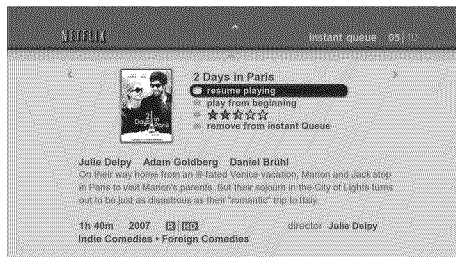 NETFLIX
instant queue 05|10
2 Days in Paris
resume playing
play from beginning
remove from instant Queue
2 Days in Paris
Julie Delpy Adam Goldberg Daniel Brühl
On their way home from an ill-fated Venice vacation, Marion and Jack stop
in Paris to visit Marion's parents. But their sojourn in the City of Lights turns
out to be just as disastrous as their "romantic" trip to Italy.
1h 40m 2007 R HD director Julie Delpy
Indie Comedies • Foreign Comedies